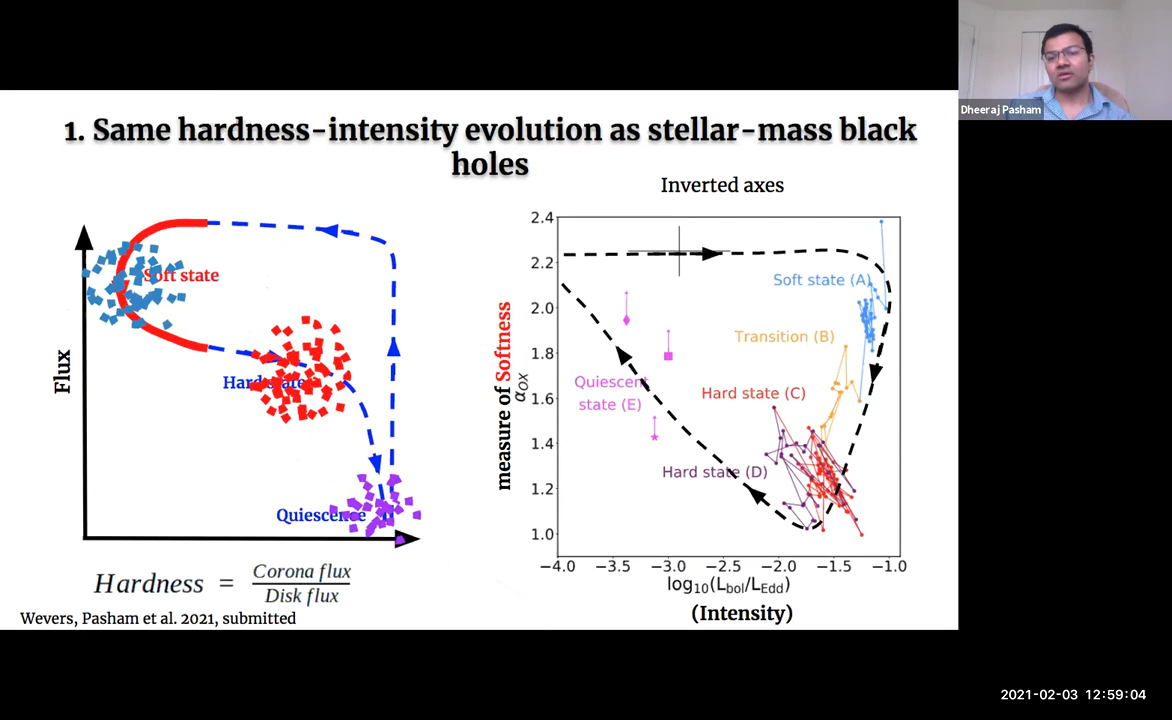 Dheeraj Pasham
1. Same hardness-intensity evolution as stellar-mass black
holes
Inverted axes
Flux
Soft state
Hard state
Quiescence
Hardness = Corona flux
Disk flux
Wevers, Pasham et al. 2021, submitted
measure of Softness
αOX
2.4
2.2
2.0
1.8
1.6
1.4
1.2
1.0
Soft state (A)
Transition (B)
Quiescent
state (E)
Hard state (C)
Hard state (D)
−4.0 −3.5 −3.0 −2.5 −2.0 −1.5 −1.0
log10(Lbol/LEdd)
(Intensity)
2021-02-03 12:59:04